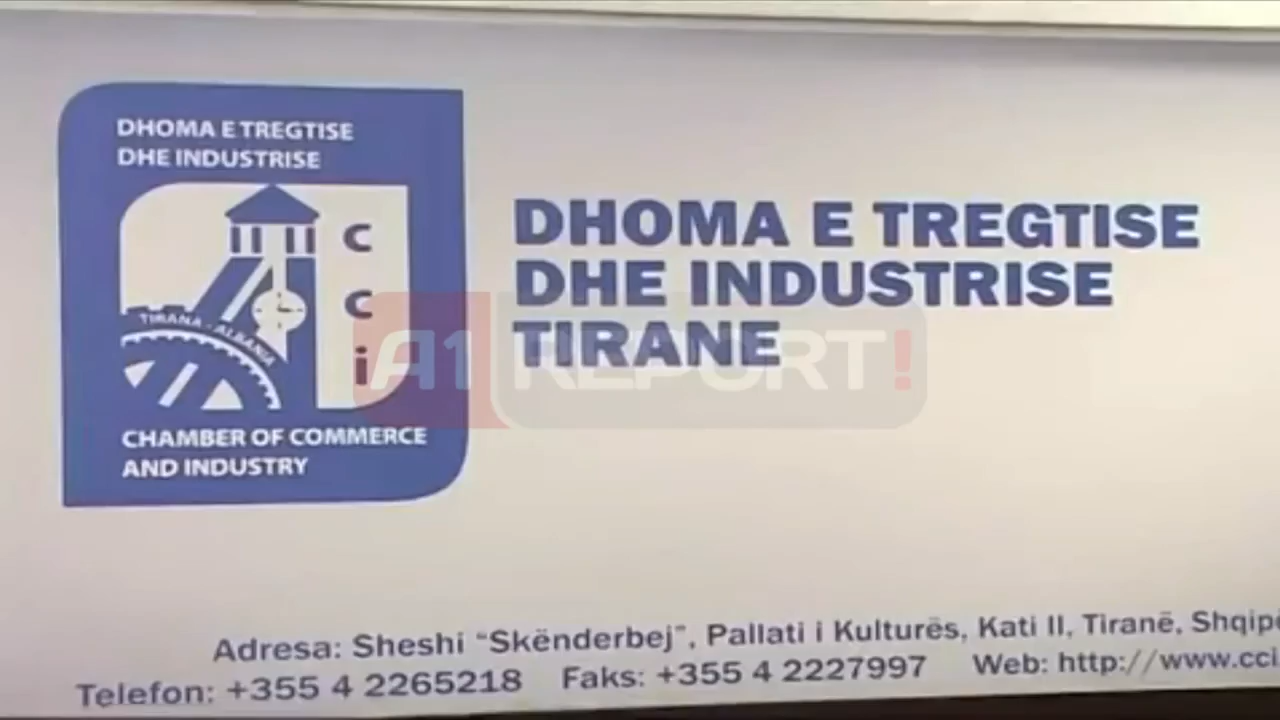 DHOMA E TREGTISE
DHE INDUSTRISE
C
C
i
TIRANA - ALBANIA
CHAMBER OF COMMERCE
AND INDUSTRY
DHOMA E TREGTISE
DHE INDUSTRISE
TIRANE
A1 REPORT!
Adresa: Sheshi “Skënderbej”, Pallati i Kulturës, Kati II, Tiranë, Shqipë
Telefon: +355 4 2265218 Faks: +355 4 2227997 Web: http://www.cci